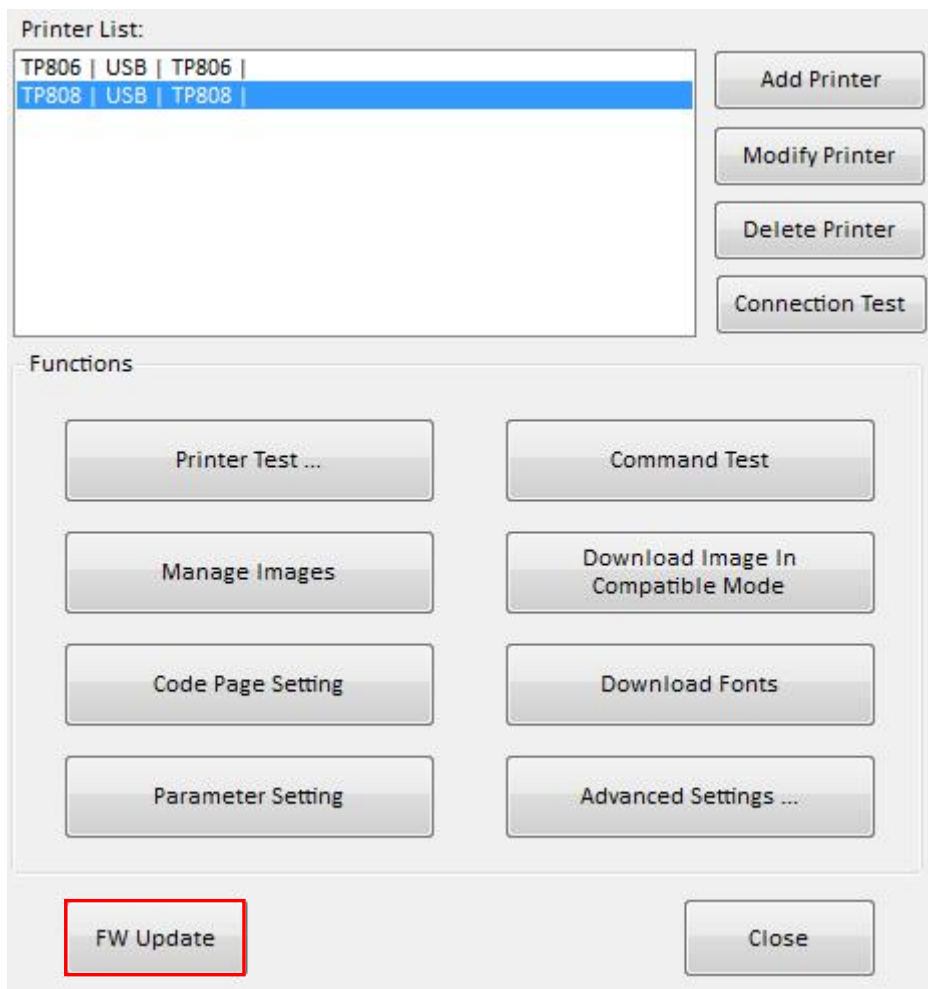 Printer List:
TP806 | USB | TP806 |
TP808 | USB | TP808 |
Add Printer
Modify Printer
Delete Printer
Connection Test
Functions
Printer Test ...
Command Test
Manage Images
Download Image In
Compatible Mode
Code Page Setting
Download Fonts
Parameter Setting
Advanced Settings ...
FW Update
Close